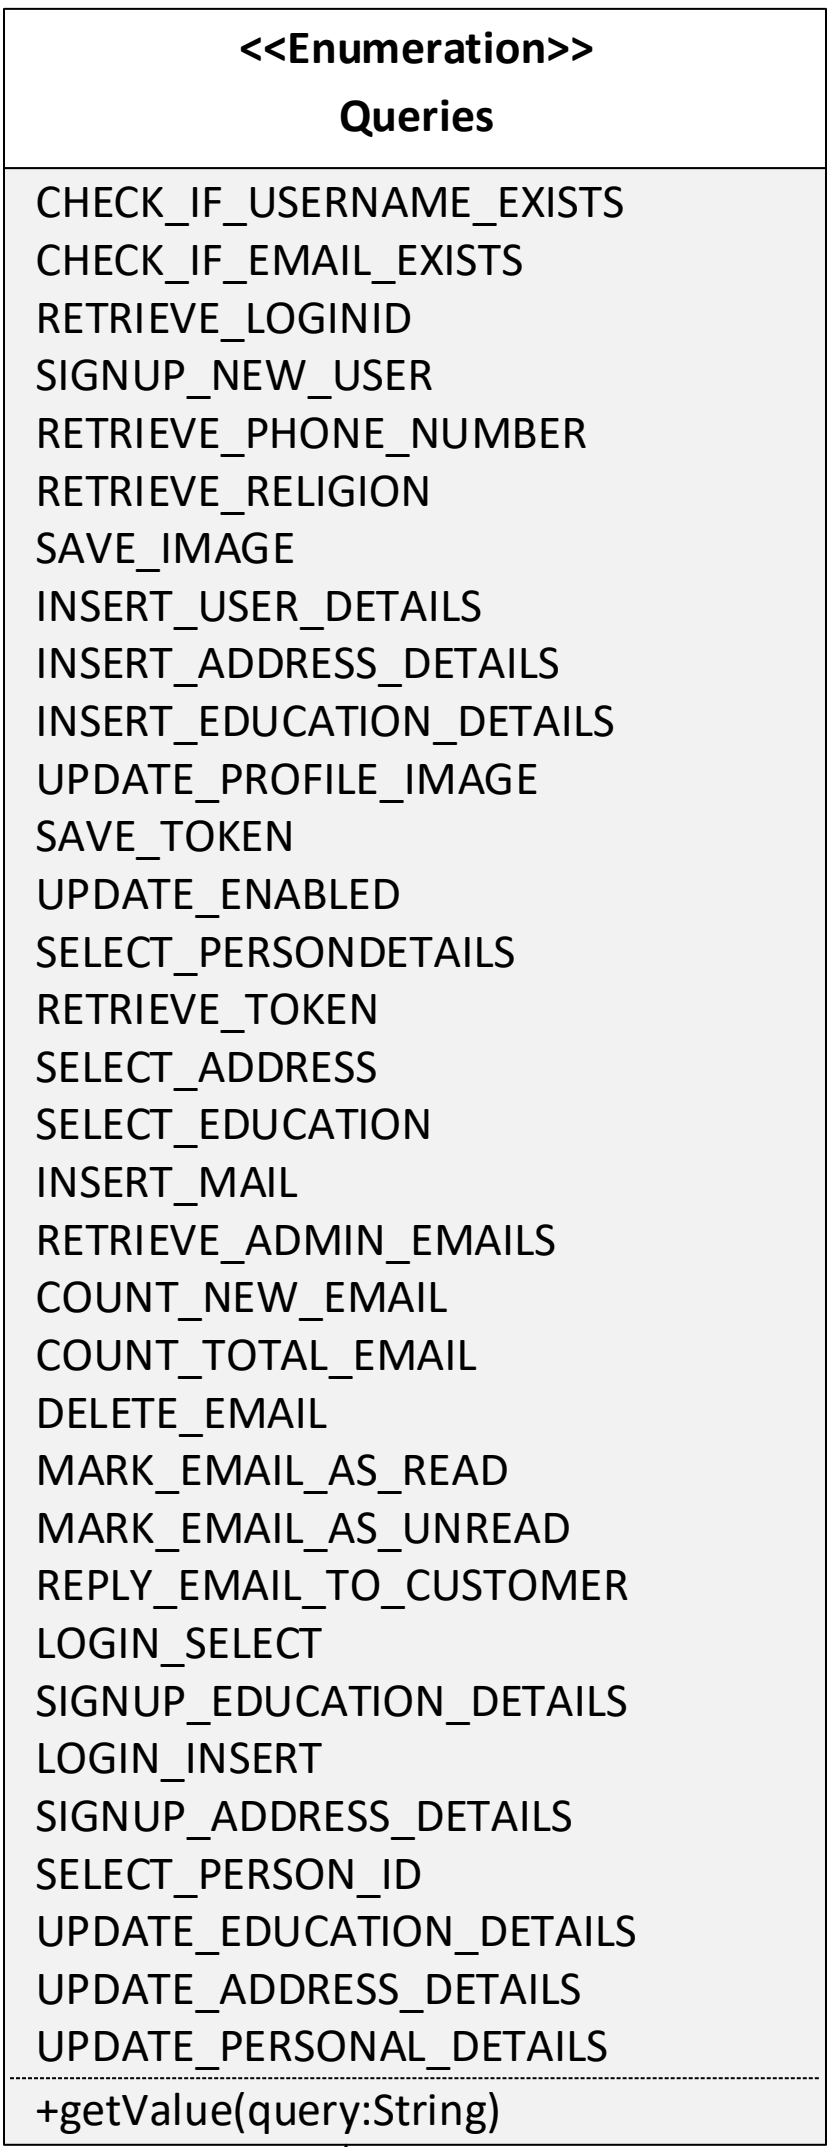 <<Enumeration>>
Queries
CHECK_IF_USERNAME_EXISTS
CHECK_IF_EMAIL_EXISTS
RETRIEVE_LOGINID
SIGNUP_NEW_USER
RETRIEVE_PHONE_NUMBER
RETRIEVE_RELIGION
SAVE_IMAGE
INSERT_USER_DETAILS
INSERT_ADDRESS_DETAILS
INSERT_EDUCATION_DETAILS
UPDATE_PROFILE_IMAGE
SAVE_TOKEN
UPDATE_ENABLED
SELECT_PERSONDETAILS
RETRIEVE_TOKEN
SELECT_ADDRESS
SELECT_EDUCATION
INSERT_MAIL
RETRIEVE_ADMIN_EMAILS
COUNT_NEW_EMAIL
COUNT_TOTAL_EMAIL
DELETE_EMAIL
MARK_EMAIL_AS_READ
MARK_EMAIL_AS_UNREAD
REPLY_EMAIL_TO_CUSTOMER
LOGIN_SELECT
SIGNUP_EDUCATION_DETAILS
LOGIN_INSERT
SIGNUP_ADDRESS_DETAILS
SELECT_PERSON_ID
UPDATE_EDUCATION_DETAILS
UPDATE_ADDRESS_DETAILS
UPDATE_PERSONAL_DETAILS
+getValue(query:String)